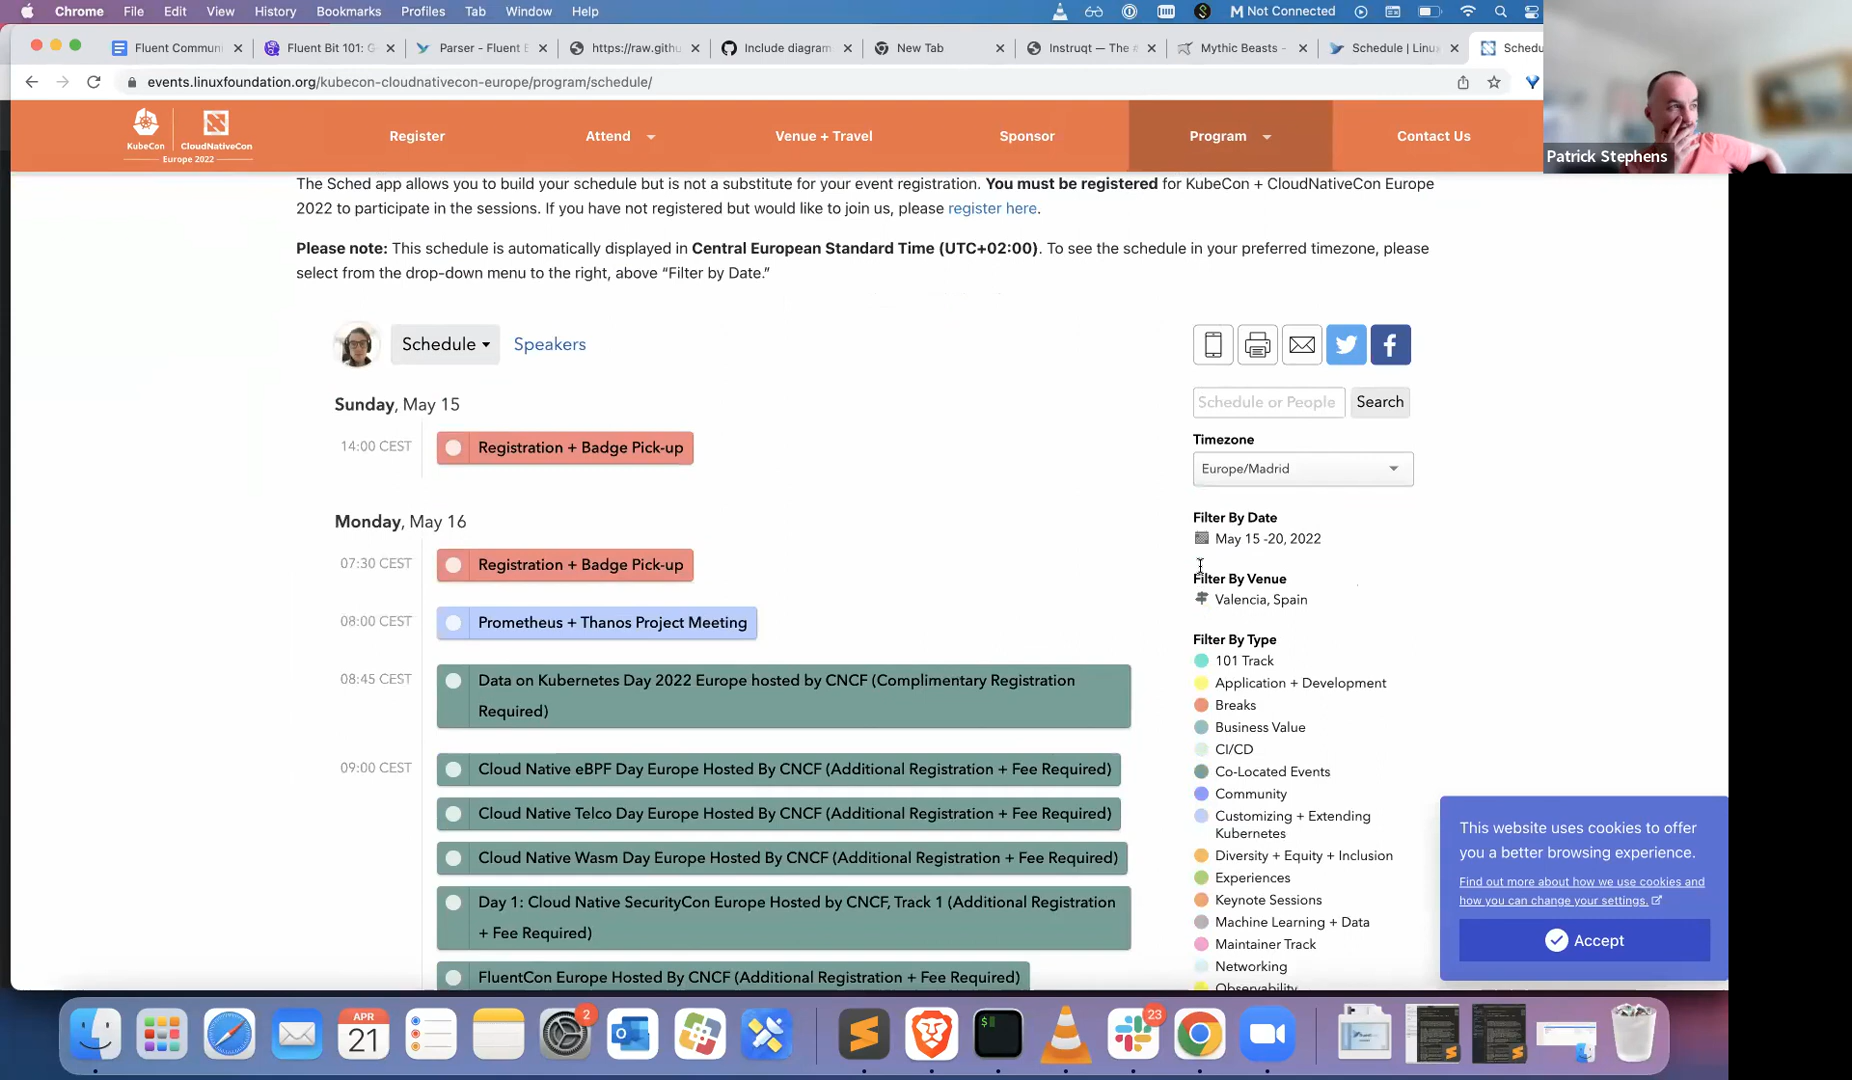 Chrome File Edit View History Bookmarks Profiles Tab Window Help
Not Connected
Fluent Commun
Fluent Bit 101: G
Parser - Fluent B
https://raw.githu
Include diagram
New Tab
Instruqt — The #
Mythic Beasts -
Schedule | Linu
Schedu
events.linuxfoundation.org/kubecon-cloudnativecon-europe/program/schedule/
KubeCon CloudNativeCon
Europe 2022
Register
Attend
Venue + Travel
Sponsor
Program
Contact Us
Patrick Stephens
The Sched app allows you to build your schedule but is not a substitute for your event registration. You must be registered for KubeCon + CloudNativeCon Europe
2022 to participate in the sessions. If you have not registered but would like to join us, please register here.
Please note: This schedule is automatically displayed in Central European Standard Time (UTC+02:00). To see the schedule in your preferred timezone, please
select from the drop-down menu to the right, above “Filter by Date.”
Schedule
Speakers
Sunday, May 15
14:00 CEST
Registration + Badge Pick-up
Monday, May 16
07:30 CEST
Registration + Badge Pick-up
08:00 CEST
Prometheus + Thanos Project Meeting
08:45 CEST
Data on Kubernetes Day 2022 Europe hosted by CNCF (Complimentary Registration
Required)
09:00 CEST
Cloud Native eBPF Day Europe Hosted By CNCF (Additional Registration + Fee Required)
Cloud Native Telco Day Europe Hosted By CNCF (Additional Registration + Fee Required)
Cloud Native Wasm Day Europe Hosted By CNCF (Additional Registration + Fee Required)
Day 1: Cloud Native SecurityCon Europe Hosted by CNCF, Track 1 (Additional Registration
+ Fee Required)
FluentCon Europe Hosted By CNCF (Additional Registration + Fee Required)
Schedule or People
Search
Timezone
Europe/Madrid
Filter By Date
May 15 -20, 2022
Filter By Venue
Valencia, Spain
Filter By Type
101 Track
Application + Development
Breaks
Business Value
CI/CD
Co-Located Events
Community
Customizing + Extending
Kubernetes
Diversity + Equity + Inclusion
Experiences
Keynote Sessions
Machine Learning + Data
Maintainer Track
Networking
Observability
This website uses cookies to offer
you a better browsing experience.
Find out more about how we use cookies and
how you can change your settings.
Accept
APR
21
2
23